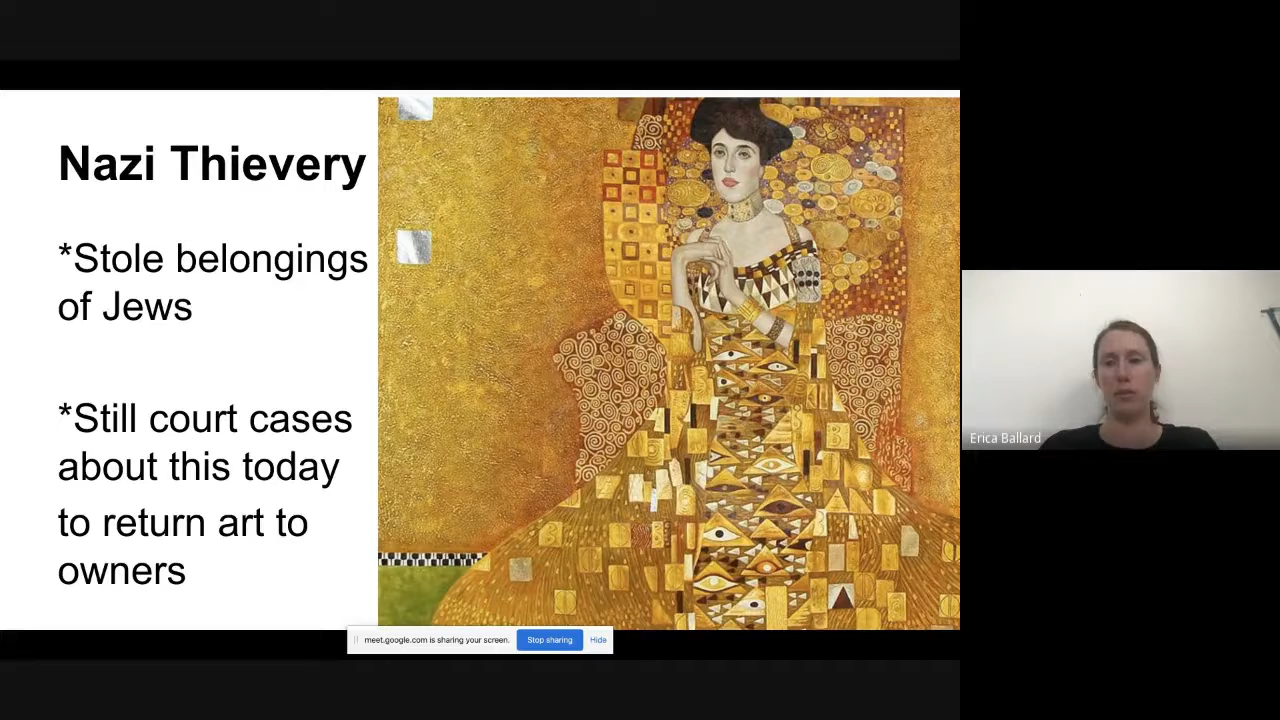 Nazi Thievery
*Stole belongings
of Jews
*Still court cases
about this today
to return art to
owners
Erica Ballard
meet.google.com is sharing your screen.
Stop sharing
Hide